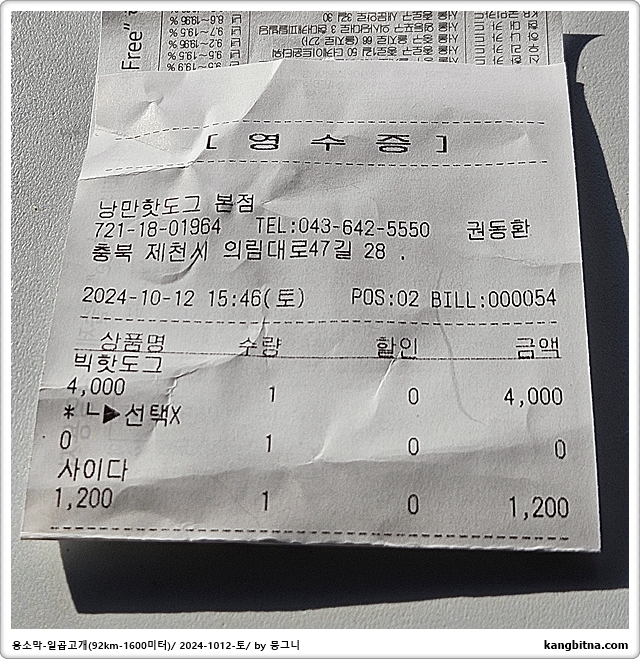 Free"
[ 영 수 증 ]
낭만핫도그 본점
721-18-01964 TEL:043-642-5550 권동환
충북 제천시 의림대로47길 28 .
2024-10-12 15:46(토) POS:02 BILL:000054
상품명 수량 할인 금액
빅핫도그
4,000 1 0 4,000
* ㄴ▶선택X
0 1 0 0
사이다
1,200 1 0 1,200
용소막-일곱고개(92km-1600미터)/ 2024-1012-토/ by 몽그니
kangbitna.com